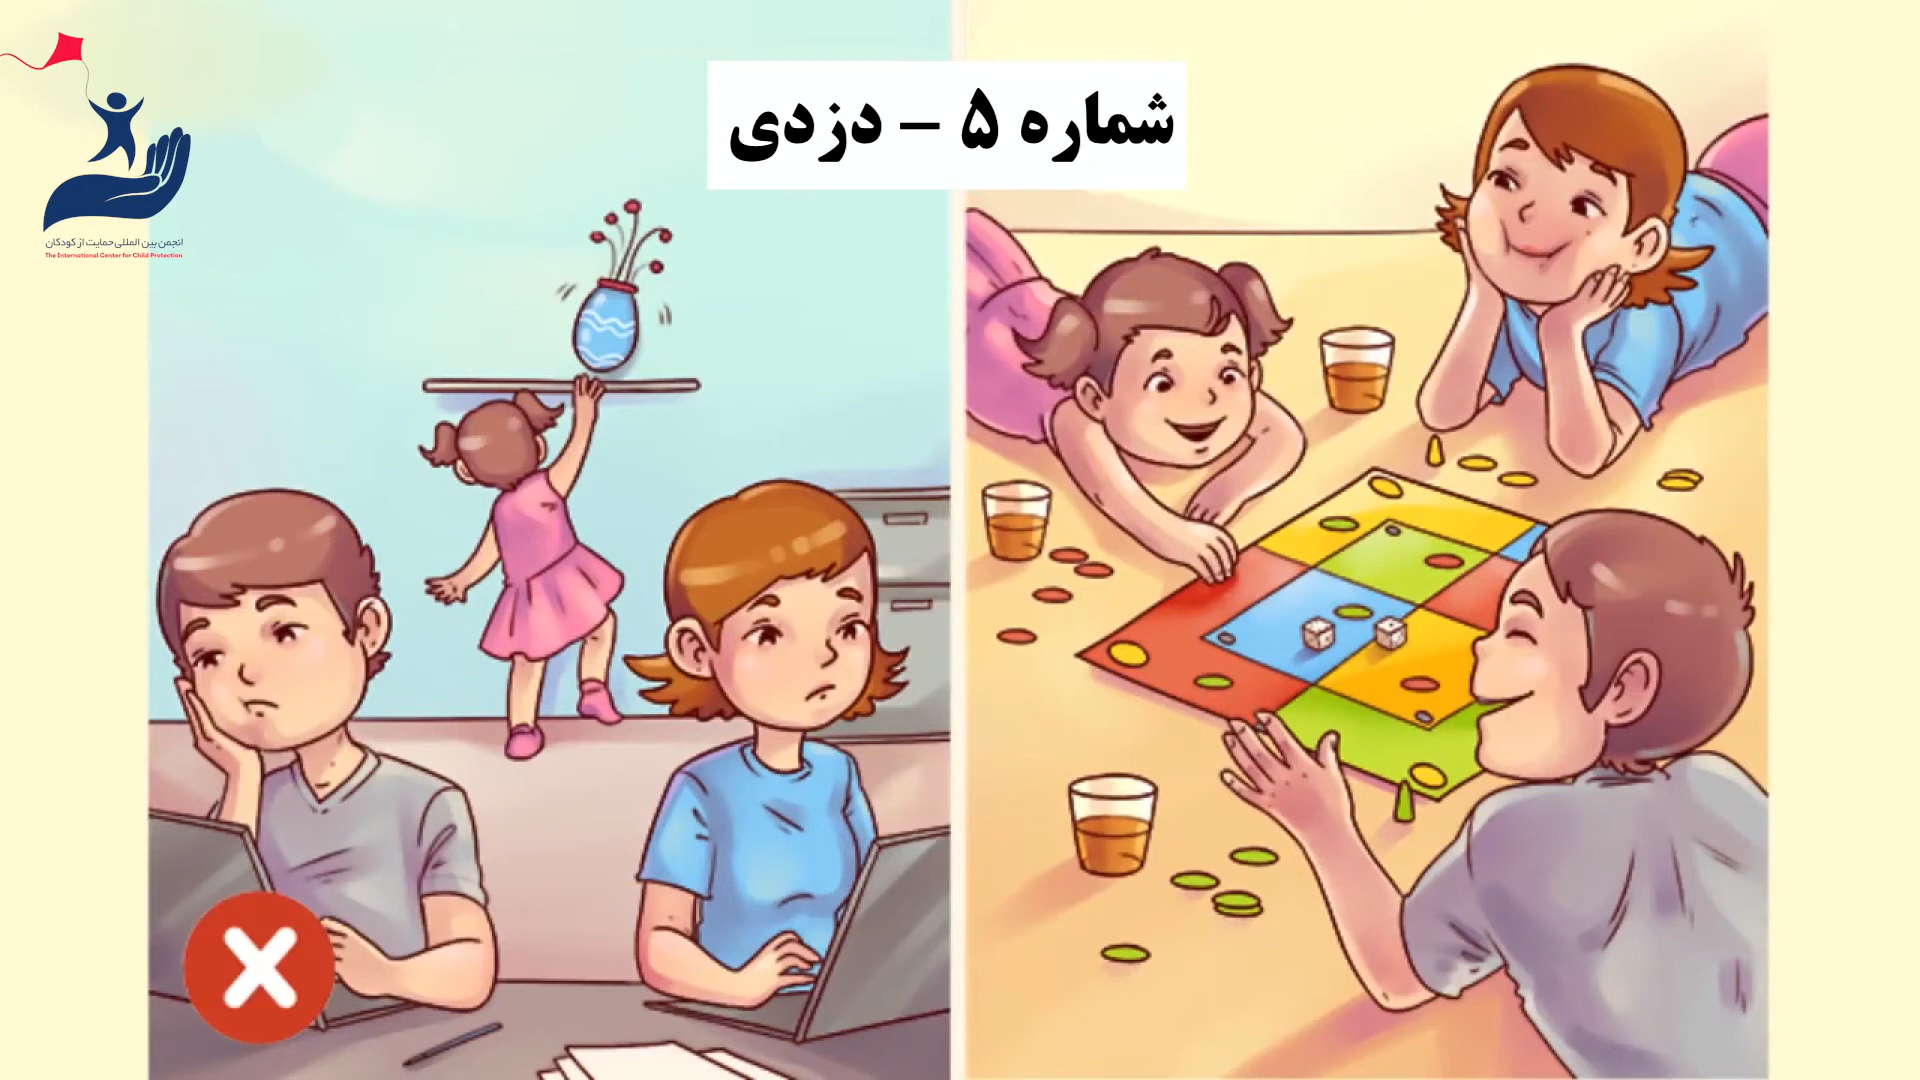 شماره ۵ - دزدی
انجمن بین المللی حمایت از کودکان
The International Center for Child Protection